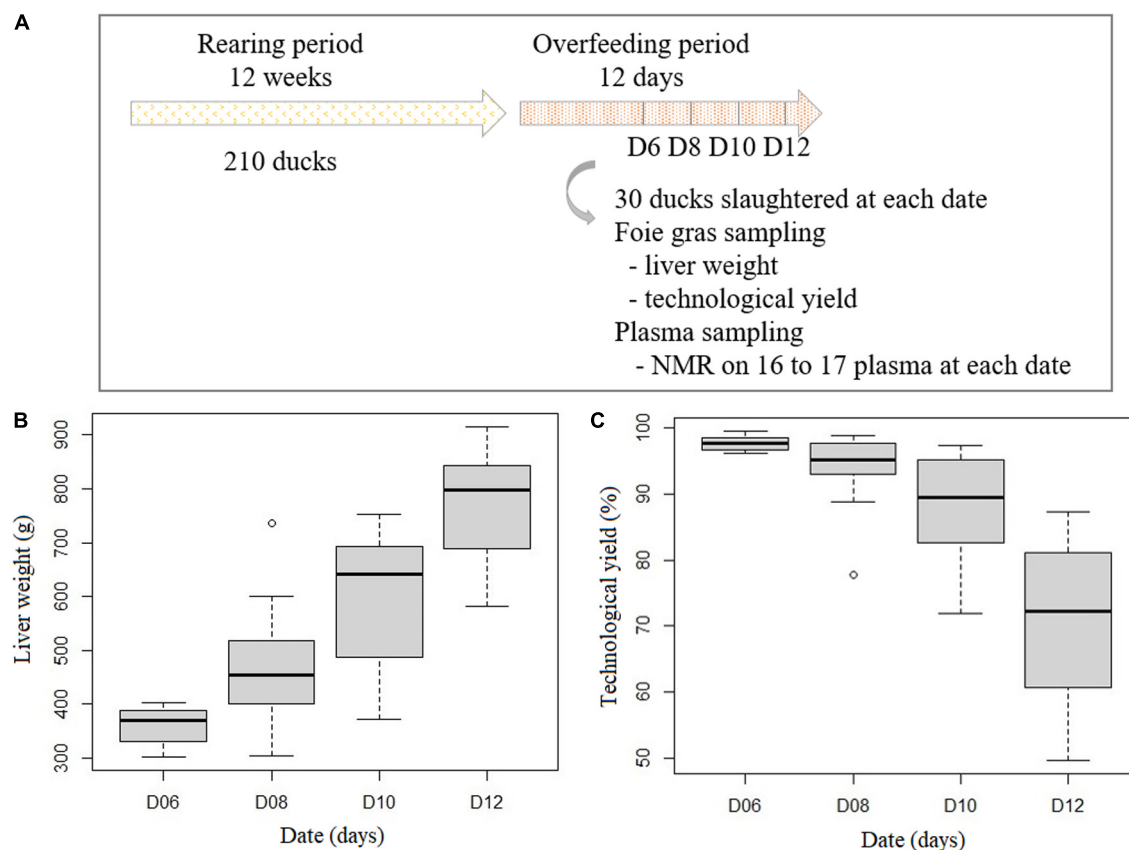 A
Rearing period
12 weeks
210 ducks
Overfeeding period
12 days
D6 D8 D10 D12
30 ducks slaughtered at each date
Foie gras sampling
- liver weight
- technological yield
Plasma sampling
- NMR on 16 to 17 plasma at each date
B
Liver weight (g)
900
800
700
600
500
400
300
D06 D08 D10 D12
Date (days)
C
Technological yield (%)
100
90
80
70
60
50
D06 D08 D10 D12
Date (days)